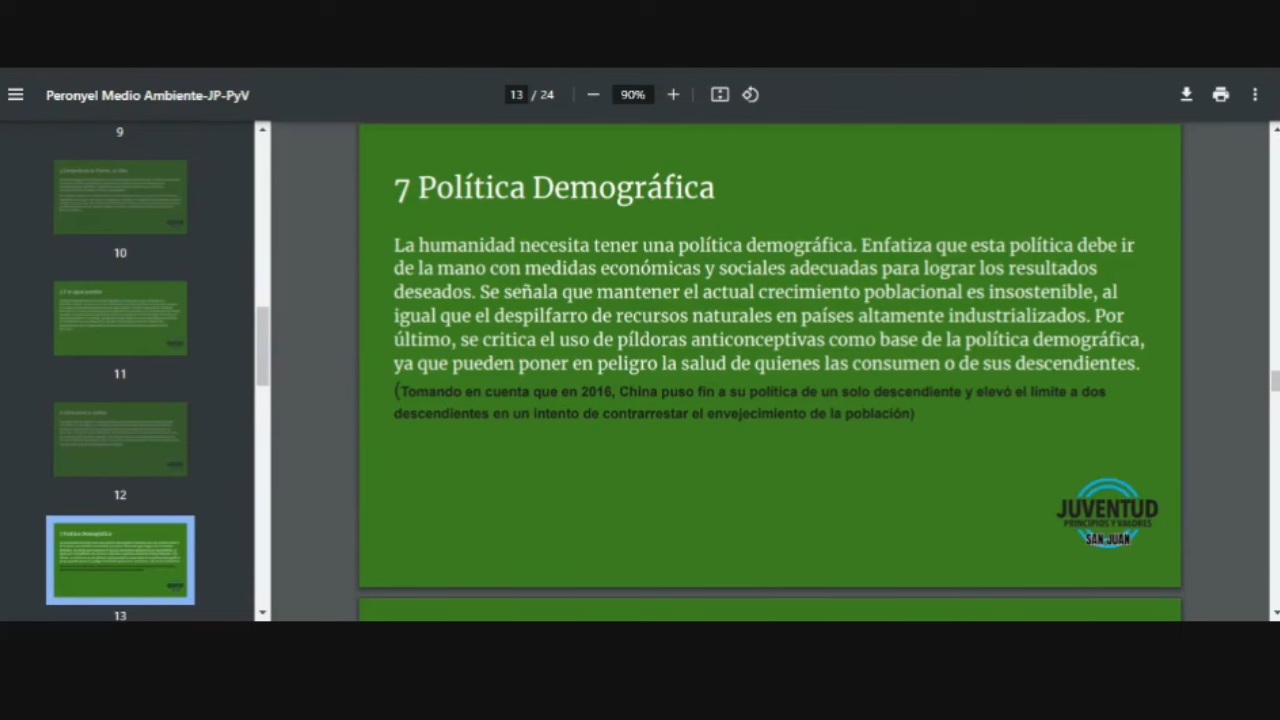 Peronyel Medio Ambiente-JP-PyV
13 / 24
90%
9
10
11
12
13
7 Política Demográfica
La humanidad necesita tener una política demográfica. Enfatiza que esta política debe ir
de la mano con medidas económicas y sociales adecuadas para lograr los resultados
deseados. Se señala que mantener el actual crecimiento poblacional es insostenible, al
igual que el despilfarro de recursos naturales en países altamente industrializados. Por
último, se critica el uso de píldoras anticonceptivas como base de la política demográfica,
ya que pueden poner en peligro la salud de quienes las consumen o de sus descendientes.
(Tomando en cuenta que en 2016, China puso fin a su política de un solo descendiente y elevó el límite a dos
descendientes en un intento de contrarrestar el envejecimiento de la población)
JUVENTUD
PRINCIPIOS Y VALORES
SAN JUAN